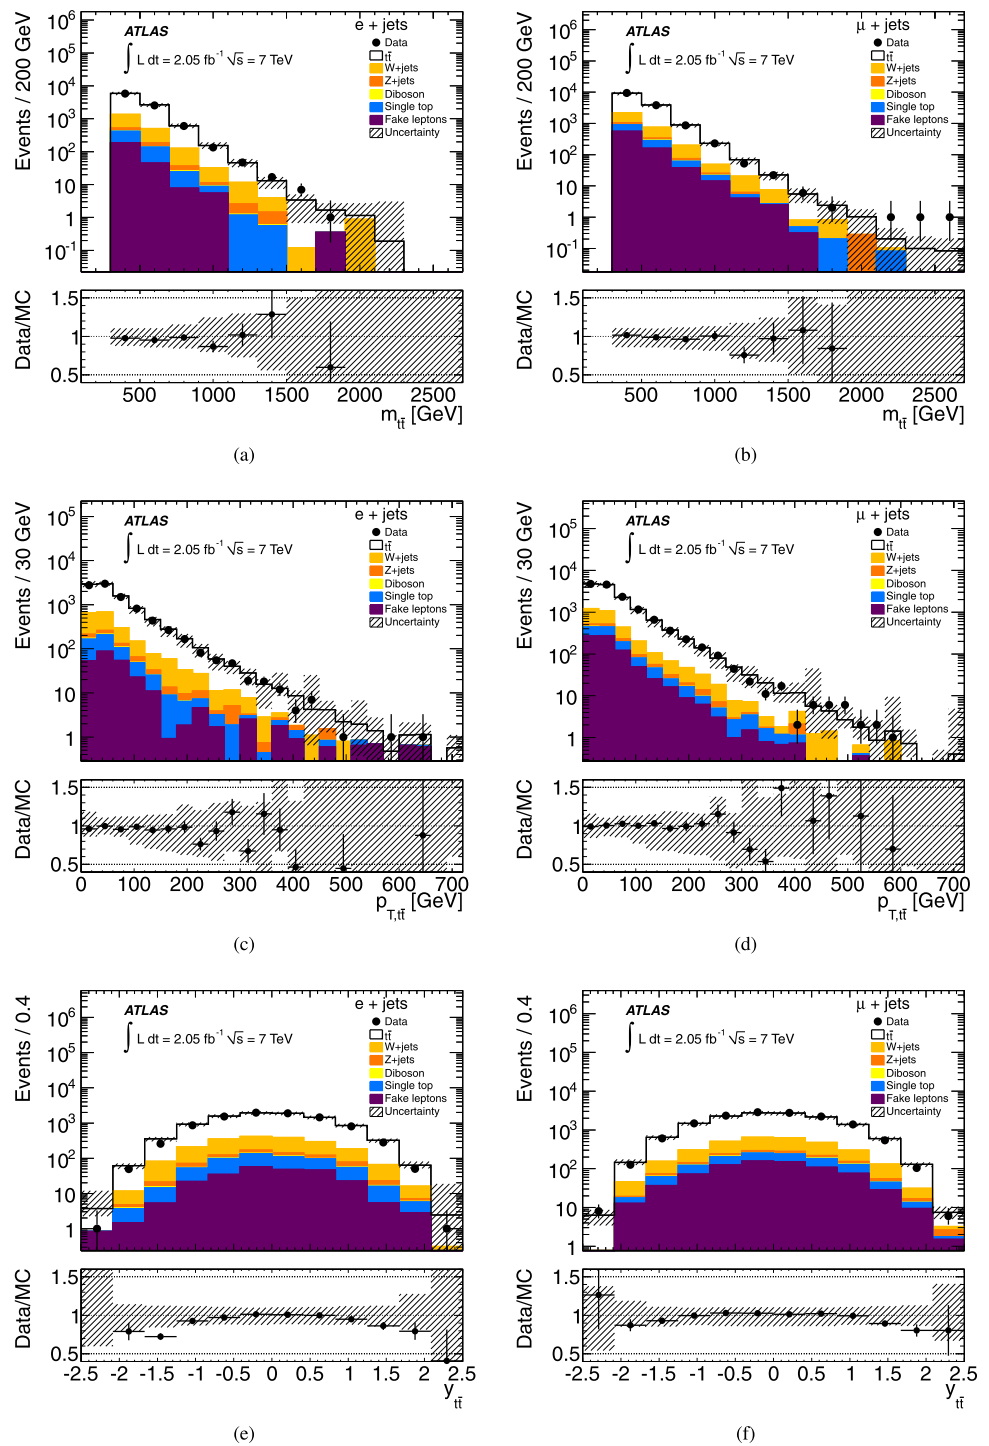 e + jets
ATLAS
∫ L dt = 2.05 fb⁻¹ √s = 7 TeV
Data
tt̄
W+jets
Z+jets
Diboson
Single top
Fake leptons
Uncertainty
Events / 200 GeV
10⁶
10⁵
10⁴
10³
10²
10
1
10⁻¹
Data/MC
1.5
1
0.5
500 1000 1500 2000 2500
m_tt̄ [GeV]
(a)
μ + jets
ATLAS
∫ L dt = 2.05 fb⁻¹ √s = 7 TeV
Data
tt̄
W+jets
Z+jets
Diboson
Single top
Fake leptons
Uncertainty
Events / 200 GeV
10⁶
10⁵
10⁴
10³
10²
10
1
10⁻¹
Data/MC
1.5
1
0.5
500 1000 1500 2000 2500
m_tt̄ [GeV]
(b)
e + jets
ATLAS
∫ L dt = 2.05 fb⁻¹ √s = 7 TeV
Data
tt̄
W+jets
Z+jets
Diboson
Single top
Fake leptons
Uncertainty
Events / 30 GeV
10⁵
10⁴
10³
10²
10
1
Data/MC
1.5
1
0.5
0 100 200 300 400 500 600 700
p_T,tt̄ [GeV]
(c)
μ + jets
ATLAS
∫ L dt = 2.05 fb⁻¹ √s = 7 TeV
Data
tt̄
W+jets
Z+jets
Diboson
Single top
Fake leptons
Uncertainty
Events / 30 GeV
10⁵
10⁴
10³
10²
10
1
Data/MC
1.5
1
0.5
0 100 200 300 400 500 600 700
p_T,tt̄ [GeV]
(d)
e + jets
ATLAS
∫ L dt = 2.05 fb⁻¹ √s = 7 TeV
Data
tt̄
W+jets
Z+jets
Diboson
Single top
Fake leptons
Uncertainty
Events / 0.4
10⁶
10⁵
10⁴
10³
10²
10
1
Data/MC
1.5
1
0.5
-2.5 -2 -1.5 -1 -0.5 0 0.5 1 1.5 2 2.5
y_tt̄
(e)
μ + jets
ATLAS
∫ L dt = 2.05 fb⁻¹ √s = 7 TeV
Data
tt̄
W+jets
Z+jets
Diboson
Single top
Fake leptons
Uncertainty
Events / 0.4
10⁶
10⁵
10⁴
10³
10²
10
1
Data/MC
1.5
1
0.5
-2.5 -2 -1.5 -1 -0.5 0 0.5 1 1.5 2 2.5
y_tt̄
(f)